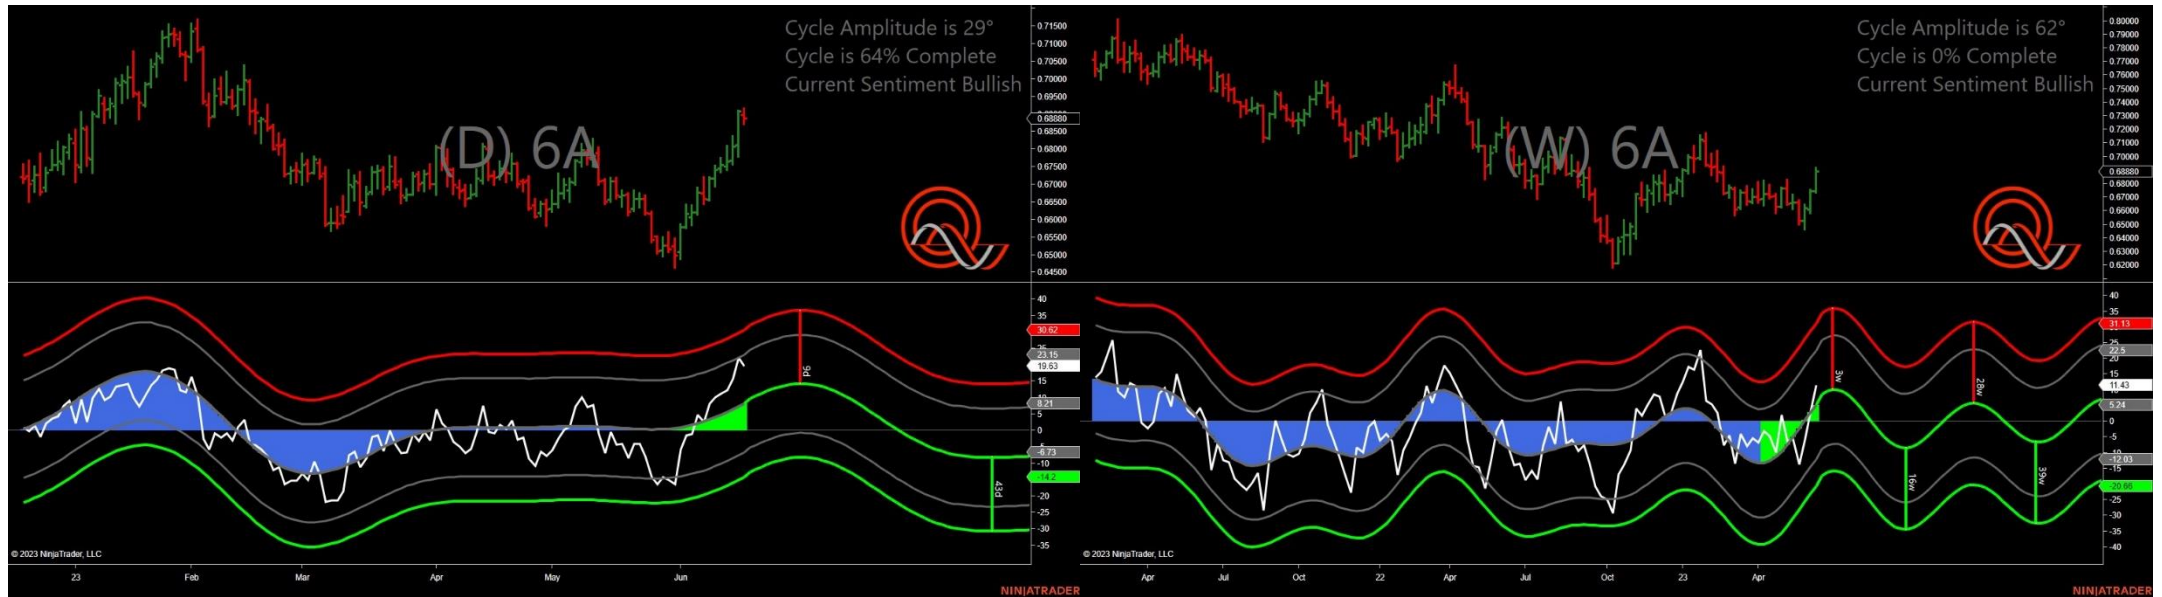 Cycle Amplitude is 29°
Cycle is 64% Complete
Current Sentiment Bullish
(D) 6A
0.71500
0.71000
0.70500
0.70000
0.69500
0.68880
0.68500
0.68000
0.67500
0.67000
0.66500
0.66000
0.65500
0.65000
0.64500
40
35
30.62
23.15
19.63
15
8.21
5
0
-6.73
-10
-14.2
-20
-25
-30
-35
9d
43d
© 2023 NinjaTrader, LLC
23
Feb
Mar
Apr
May
Jun
NINJATRADER
Cycle Amplitude is 62°
Cycle is 0% Complete
Current Sentiment Bullish
(W) 6A
0.80000
0.79000
0.78000
0.77000
0.76000
0.75000
0.74000
0.73000
0.72000
0.71000
0.70000
0.68880
0.68000
0.67000
0.66000
0.65000
0.64000
0.63000
0.62000
40
35
31.13
22.5
15
11.43
5.24
0
-5
-12.03
-20.66
-25
-30
-35
-40
3w
16w
28w
39w
© 2023 NinjaTrader, LLC
Apr
Jul
Oct
22
Apr
Jul
Oct
23
Apr
NINJATRADER